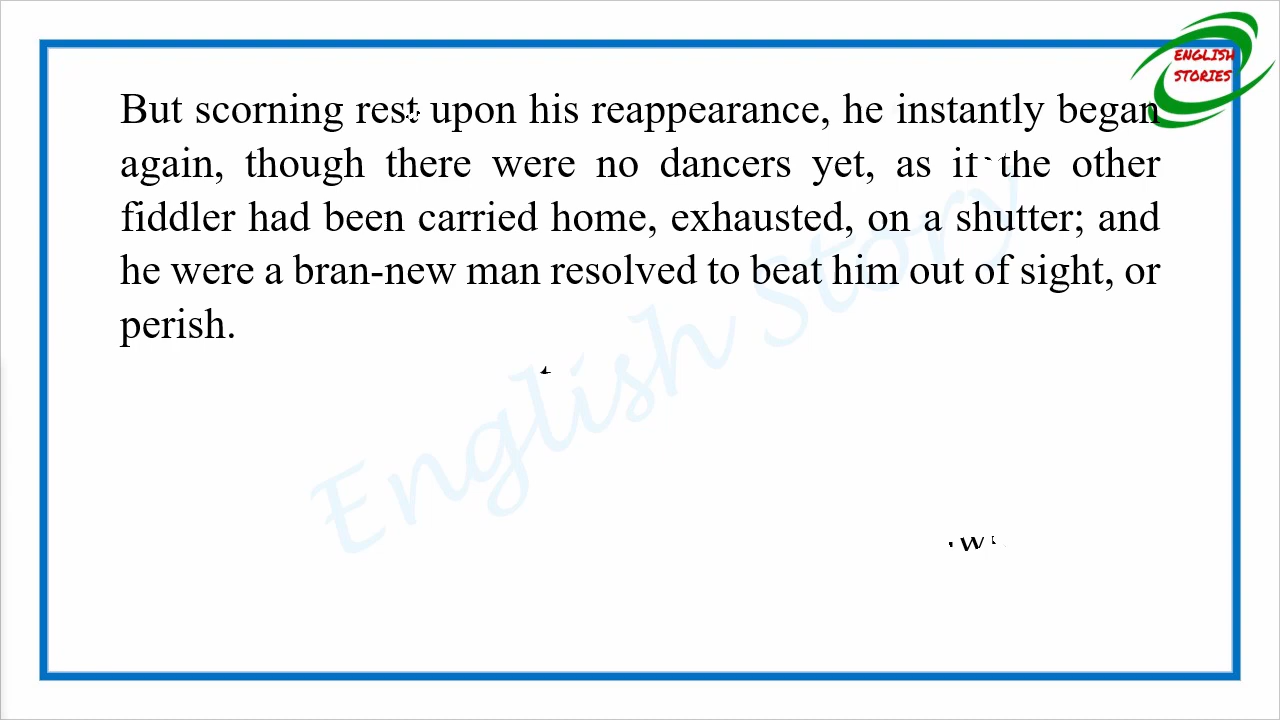 ENGLISH
STORIES
But scorning rest upon his reappearance, he instantly began
again, though there were no dancers yet, as if the other
fiddler had been carried home, exhausted, on a shutter; and
he were a bran-new man resolved to beat him out of sight, or
perish.
English Story
w